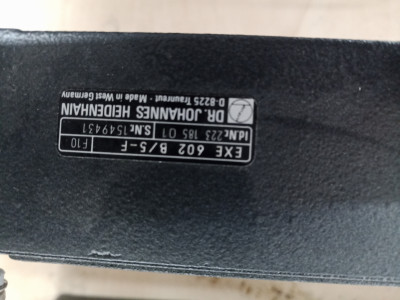 EXE 602 B/5-F F10
Id.Nr. 223 185 01 S.Nr. 1549431
DR. JOHANNES HEIDENHAIN
D-8225 Traunreut · Made in West Germany